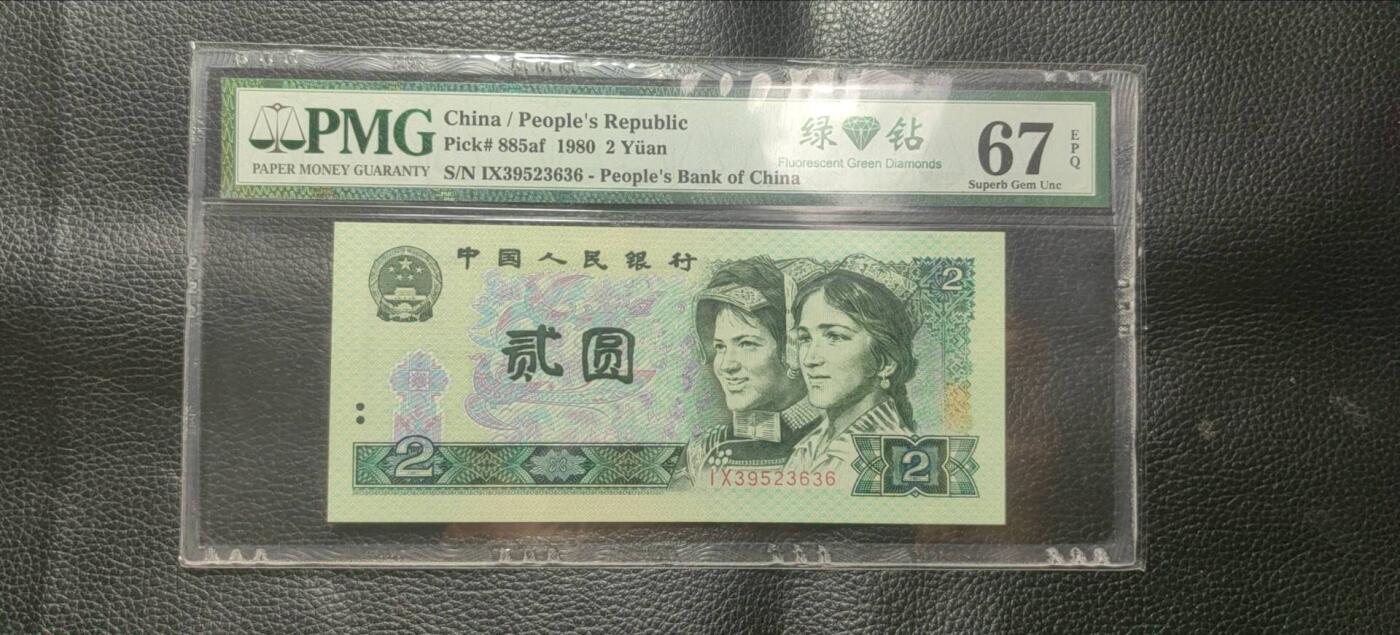 PMG
PAPER MONEY GUARANTY
China / People's Republic
Pick# 885af 1980 2 Yüan
S/N IX39523636 - People's Bank of China
绿钻
Fluorescent Green Diamonds
67
EPQ
Superb Gem Unc
中国人民银行
2
贰圆
2
IX39523636
2